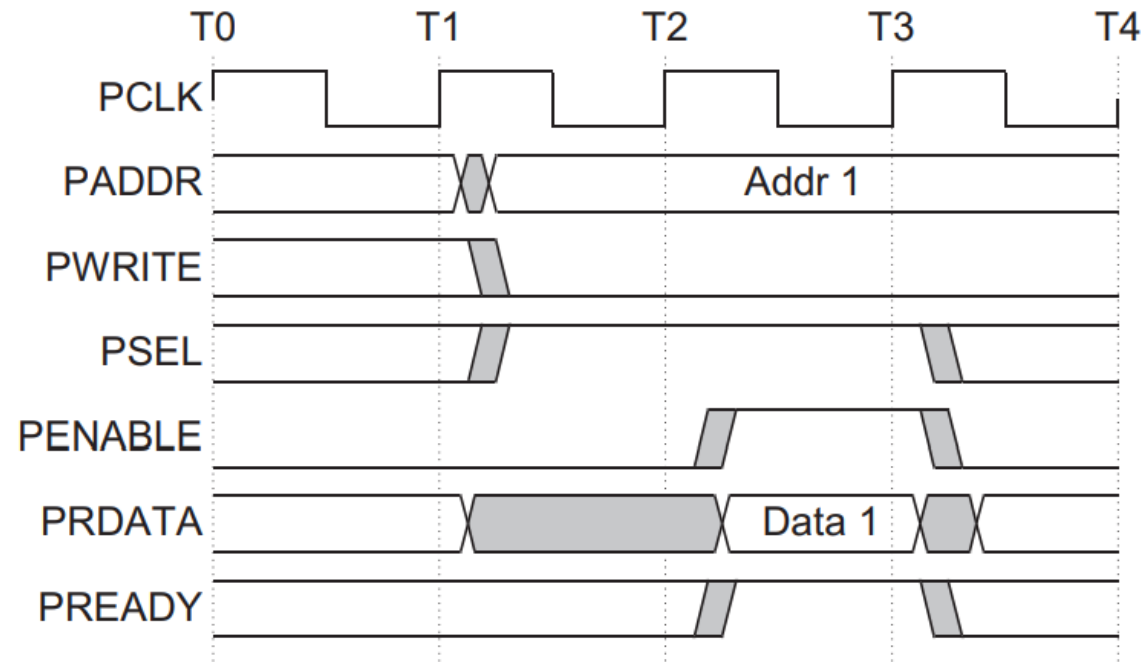 T0 T1 T2 T3 T4
PCLK
PADDR Addr 1
PWRITE
PSEL
PENABLE
PRDATA Data 1
PREADY